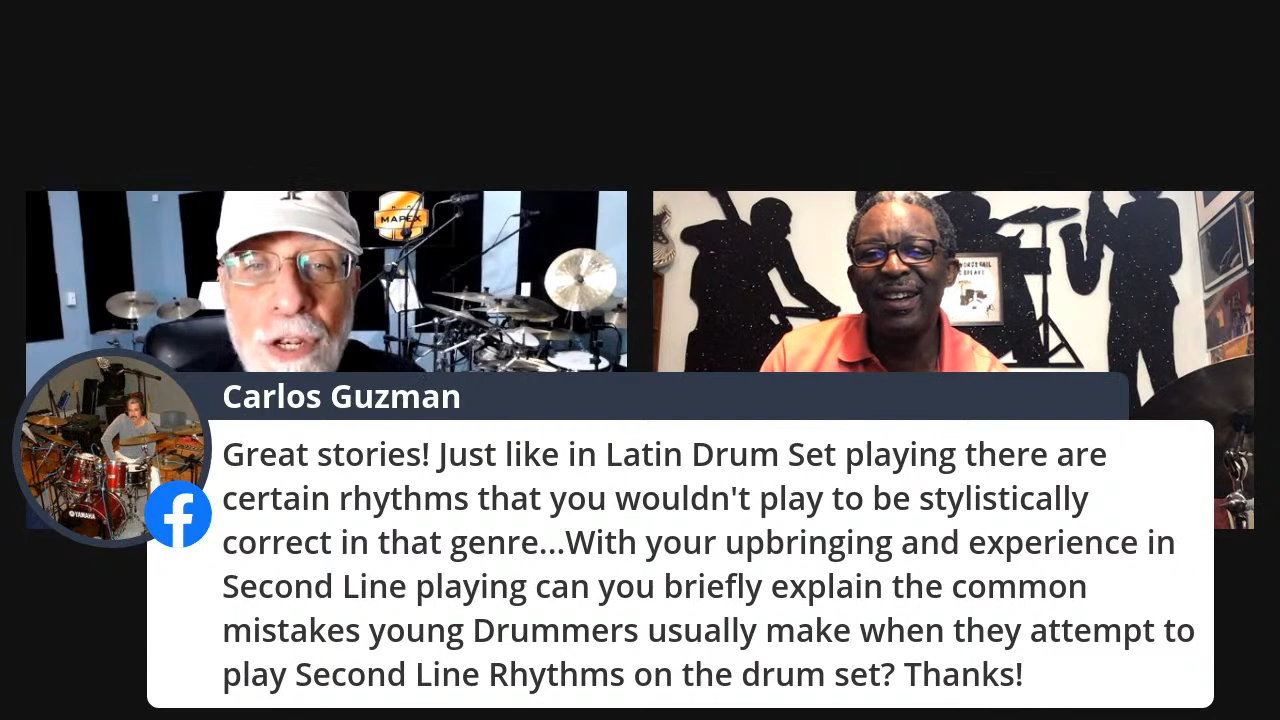 MAPEX
Carlos Guzman
Great stories! Just like in Latin Drum Set playing there are
certain rhythms that you wouldn't play to be stylistically
correct in that genre...With your upbringing and experience in
Second Line playing can you briefly explain the common
mistakes young Drummers usually make when they attempt to
play Second Line Rhythms on the drum set? Thanks!
YAMAHA